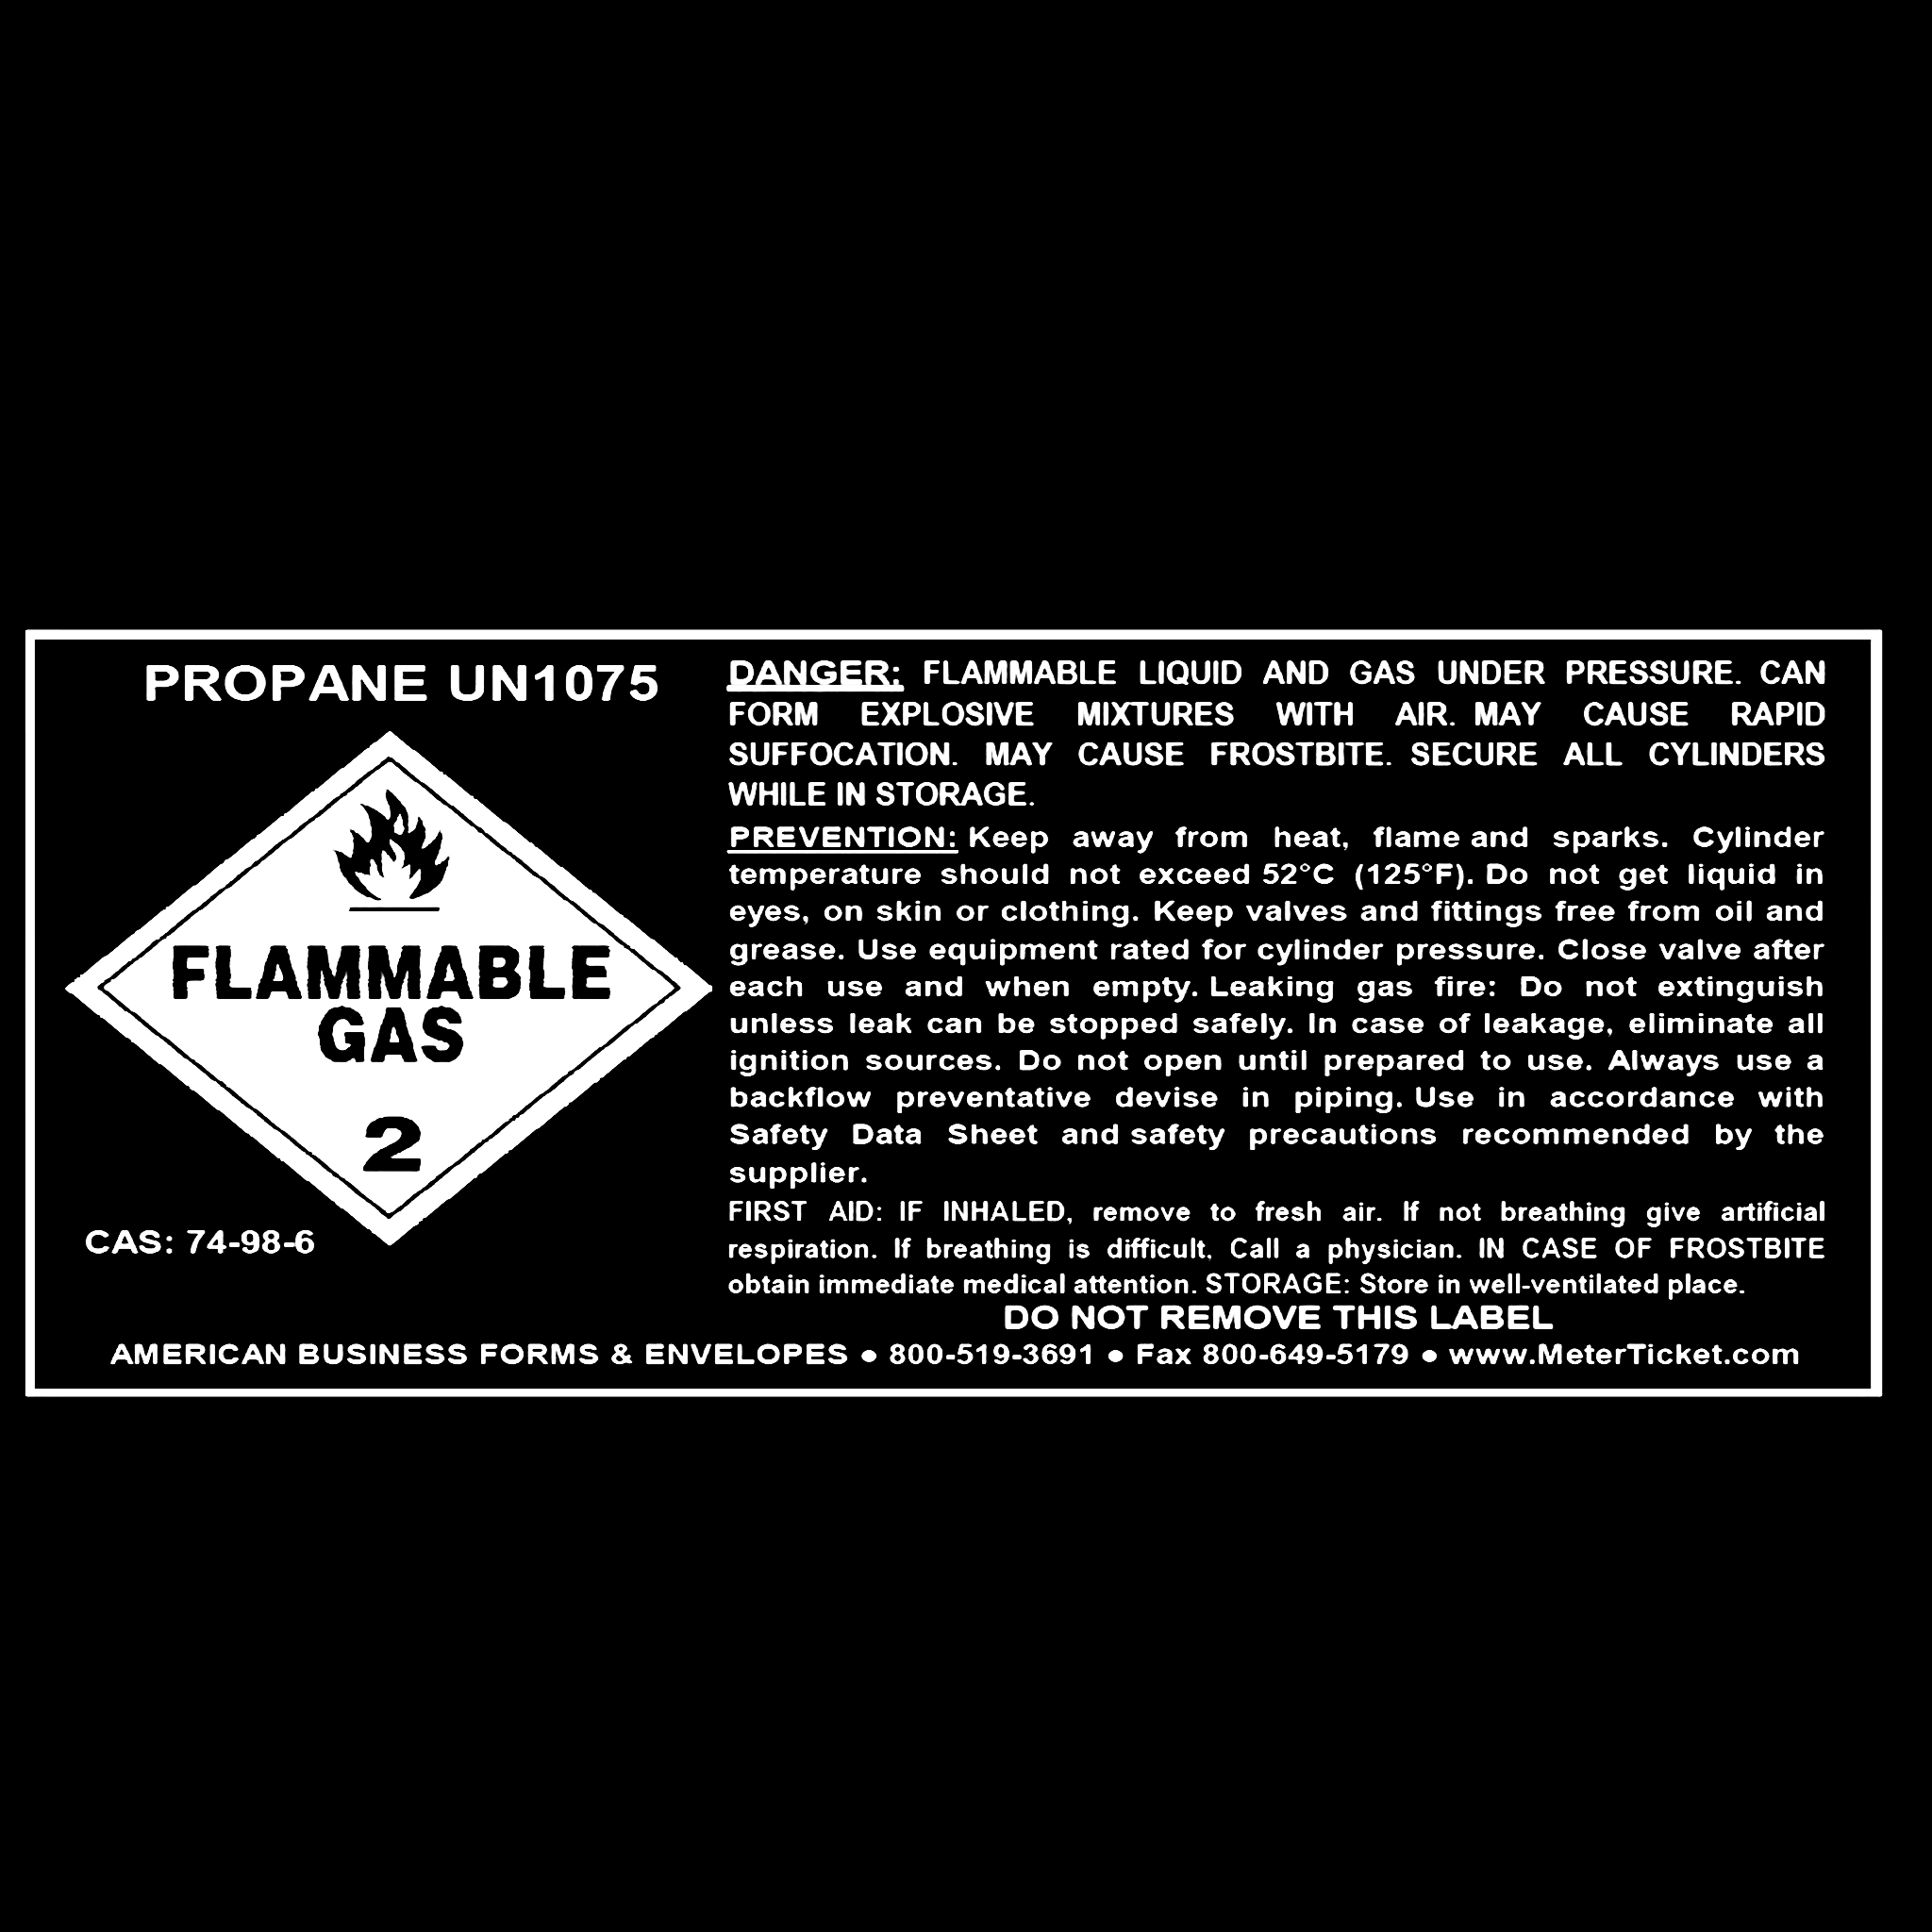 PROPANE UN1075
FLAMMABLE
GAS
2
CAS: 74-98-6
DANGER: FLAMMABLE LIQUID AND GAS UNDER PRESSURE. CAN
FORM EXPLOSIVE MIXTURES WITH AIR. MAY CAUSE RAPID
SUFFOCATION. MAY CAUSE FROSTBITE. SECURE ALL CYLINDERS
WHILE IN STORAGE.
PREVENTION: Keep away from heat, flame and sparks. Cylinder
temperature should not exceed 52°C (125°F). Do not get liquid in
eyes, on skin or clothing. Keep valves and fittings free from oil and
grease. Use equipment rated for cylinder pressure. Close valve after
each use and when empty. Leaking gas fire: Do not extinguish
unless leak can be stopped safely. In case of leakage, eliminate all
ignition sources. Do not open until prepared to use. Always use a
backflow preventative devise in piping. Use in accordance with
Safety Data Sheet and safety precautions recommended by the
supplier.
FIRST AID: IF INHALED, remove to fresh air. If not breathing give artificial
respiration. If breathing is difficult, Call a physician. IN CASE OF FROSTBITE
obtain immediate medical attention. STORAGE: Store in well-ventilated place.
DO NOT REMOVE THIS LABEL
AMERICAN BUSINESS FORMS & ENVELOPES • 800-519-3691 • Fax 800-649-5179 • www.MeterTicket.com